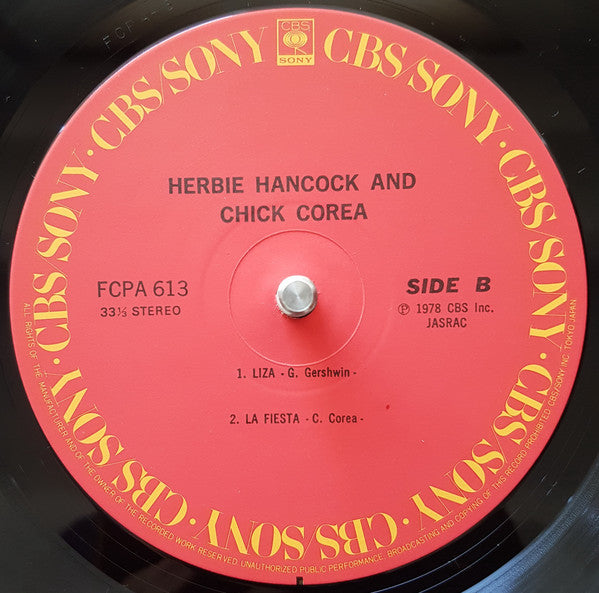 CBS
SONY
CBS/SONY · CBS/SONY · CBS/SONY · CBS/SONY · CBS/SONY · CBS/SONY · CBS/SONY · CBS/SONY
HERBIE HANCOCK AND
CHICK COREA
FCPA 613
33⅓ STEREO
SIDE B
Ⓟ 1978 CBS Inc.
JASRAC
1. LIZA - G. Gershwin -
2. LA FIESTA - C. Corea -
ALL RIGHTS OF THE MANUFACTURER AND OF THE OWNER OF THE RECORDED WORK RESERVED. UNAUTHORIZED PUBLIC PERFORMANCE, BROADCASTING AND COPYING OF THIS RECORD PROHIBITED CBS/SONY INC. TOKYO JAPAN.